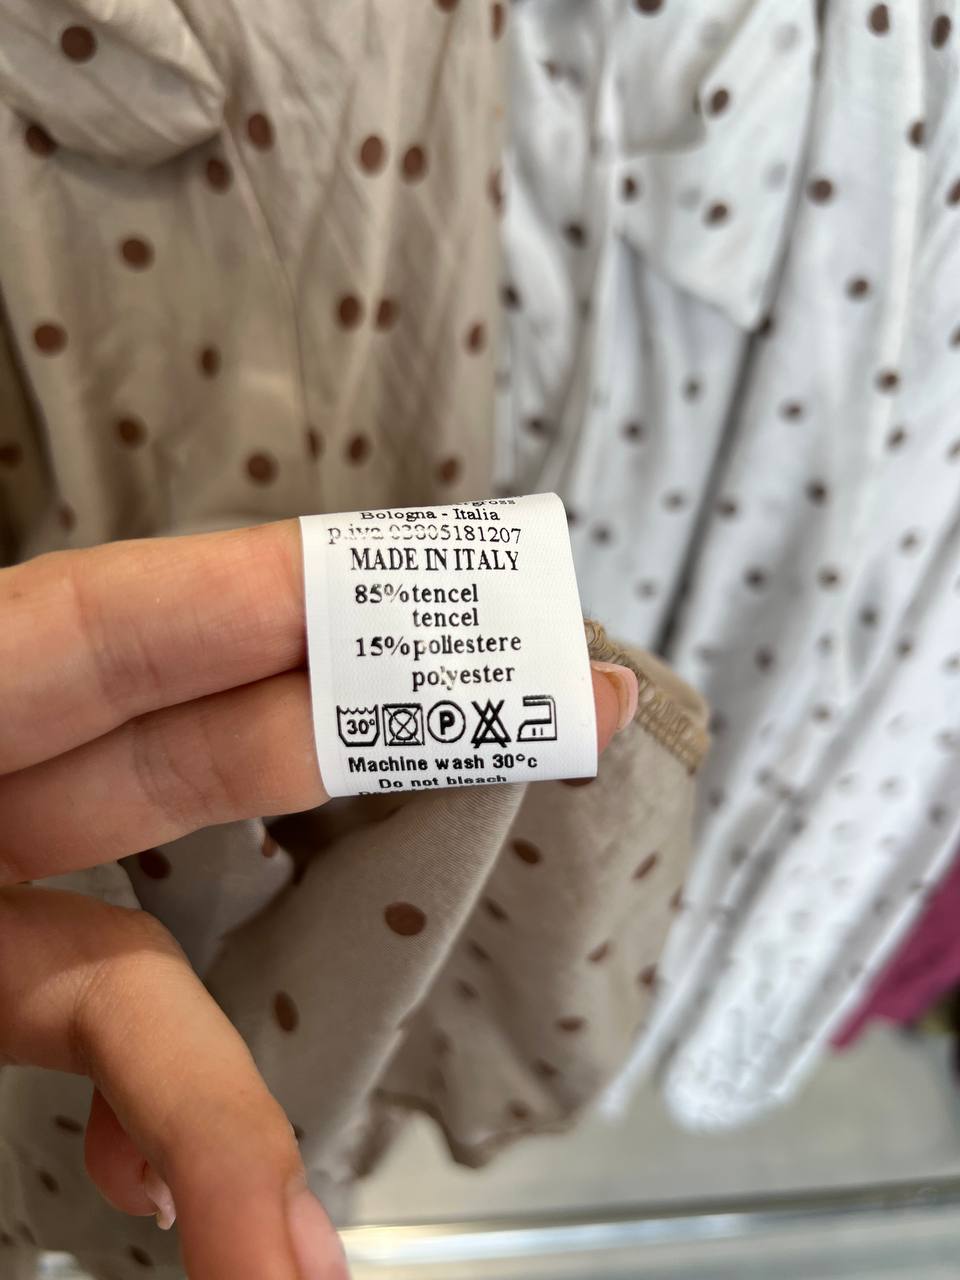 Bologna - Italia
p.iva 03805181207
MADE IN ITALY
85% tencel
tencel
15% poliestere
polyester
30° P
Machine wash 30°c
Do not bleach